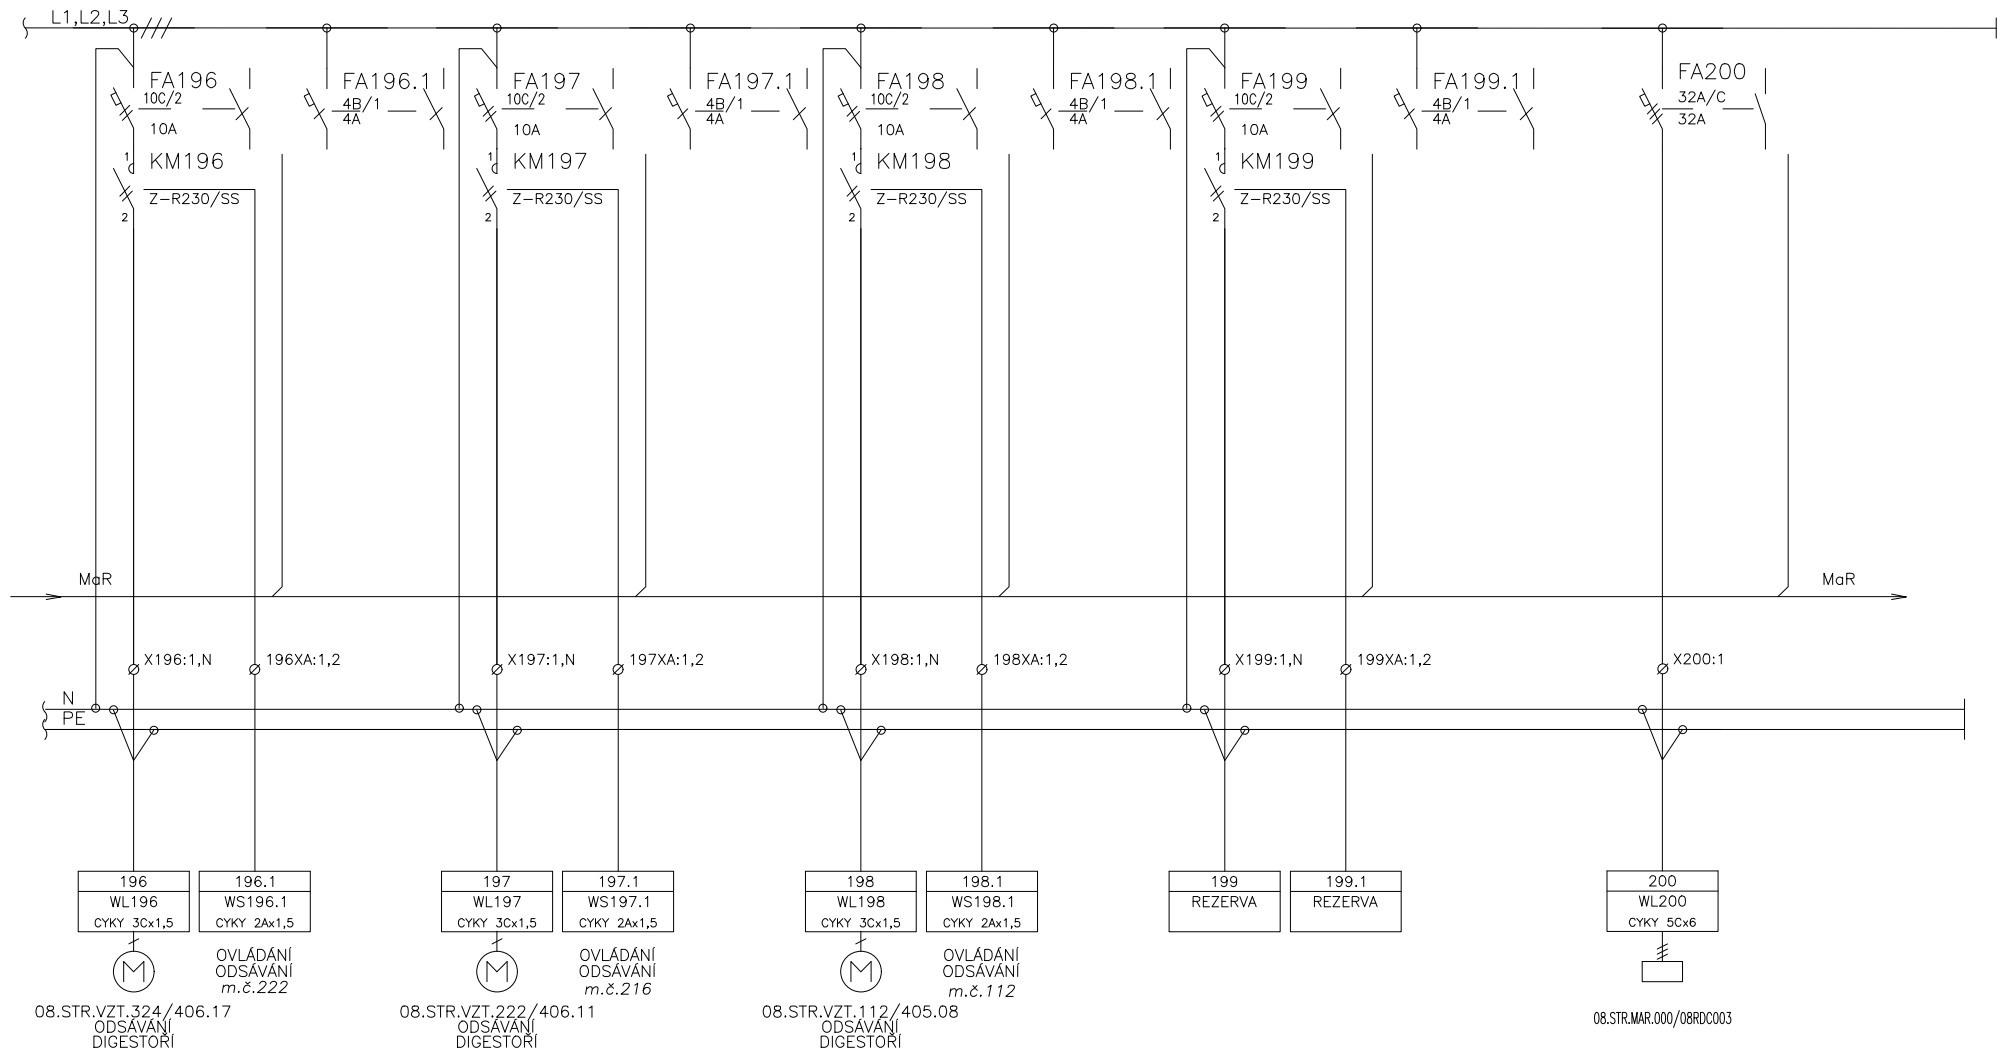 L1,L2,L3
FA196
10C/2
10A
FA196.1
4B/1
4A
FA197
10C/2
10A
FA197.1
4B/1
4A
FA198
10C/2
10A
FA198.1
4B/1
4A
FA199
10C/2
10A
FA199.1
4B/1
4A
FA200
32A/C
32A
1
KM196
Z-R230/SS
2
1
KM197
Z-R230/SS
2
1
KM198
Z-R230/SS
2
1
KM199
Z-R230/SS
2
MaR
MaR
X196:1,N
196XA:1,2
X197:1,N
197XA:1,2
X198:1,N
198XA:1,2
X199:1,N
199XA:1,2
X200:1
N
PE
196
WL196
CYKY 3Cx1,5
196.1
WS196.1
CYKY 2Ax1,5
197
WL197
CYKY 3Cx1,5
197.1
WS197.1
CYKY 2Ax1,5
198
WL198
CYKY 3Cx1,5
198.1
WS198.1
CYKY 2Ax1,5
199
REZERVA
199.1
REZERVA
200
WL200
CYKY 5Cx6
M
OVLÁDÁNÍ
ODSÁVÁNÍ
m.č.222
M
OVLÁDÁNÍ
ODSÁVÁNÍ
m.č.216
M
OVLÁDÁNÍ
ODSÁVÁNÍ
m.č.112
08.STR.VZT.324/406.17
ODSÁVÁNÍ
DIGESTOŘÍ
08.STR.VZT.222/406.11
ODSÁVÁNÍ
DIGESTOŘÍ
08.STR.VZT.112/405.08
ODSÁVÁNÍ
DIGESTOŘÍ
08.STR.MAR.000/08RDC003